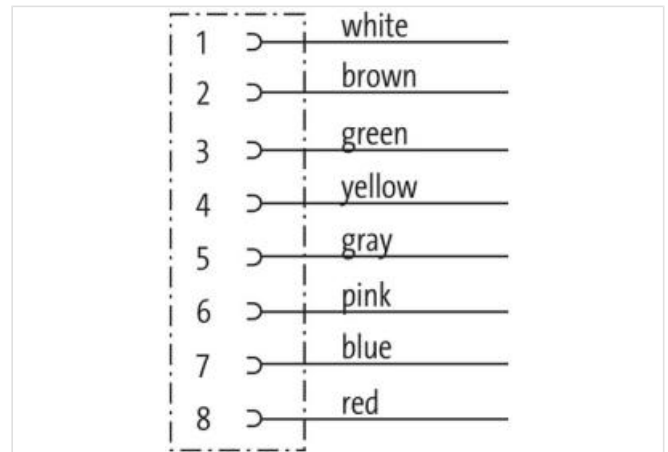 1 white
2 brown
3 green
4 yellow
5 gray
6 pink
7 blue
8 red